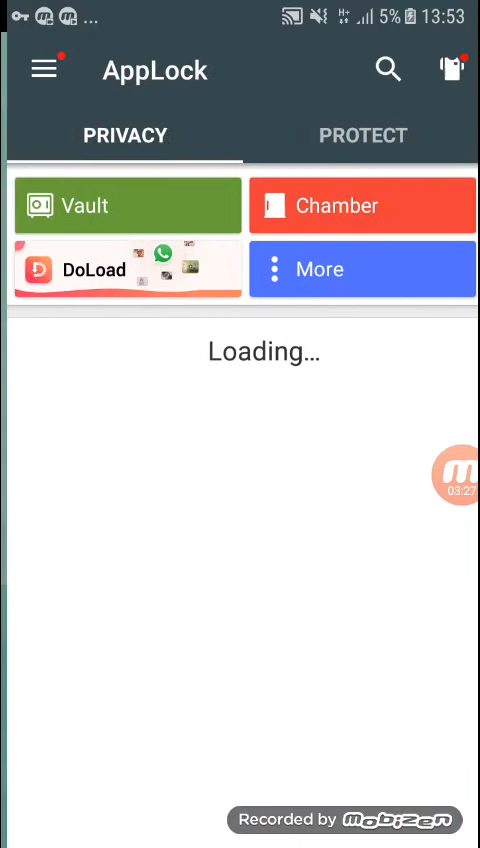 ... H+ 5% 13:53
AppLock
PRIVACY PROTECT
Vault Chamber
DoLoad More
Loading...
03:27
Recorded by mobizen